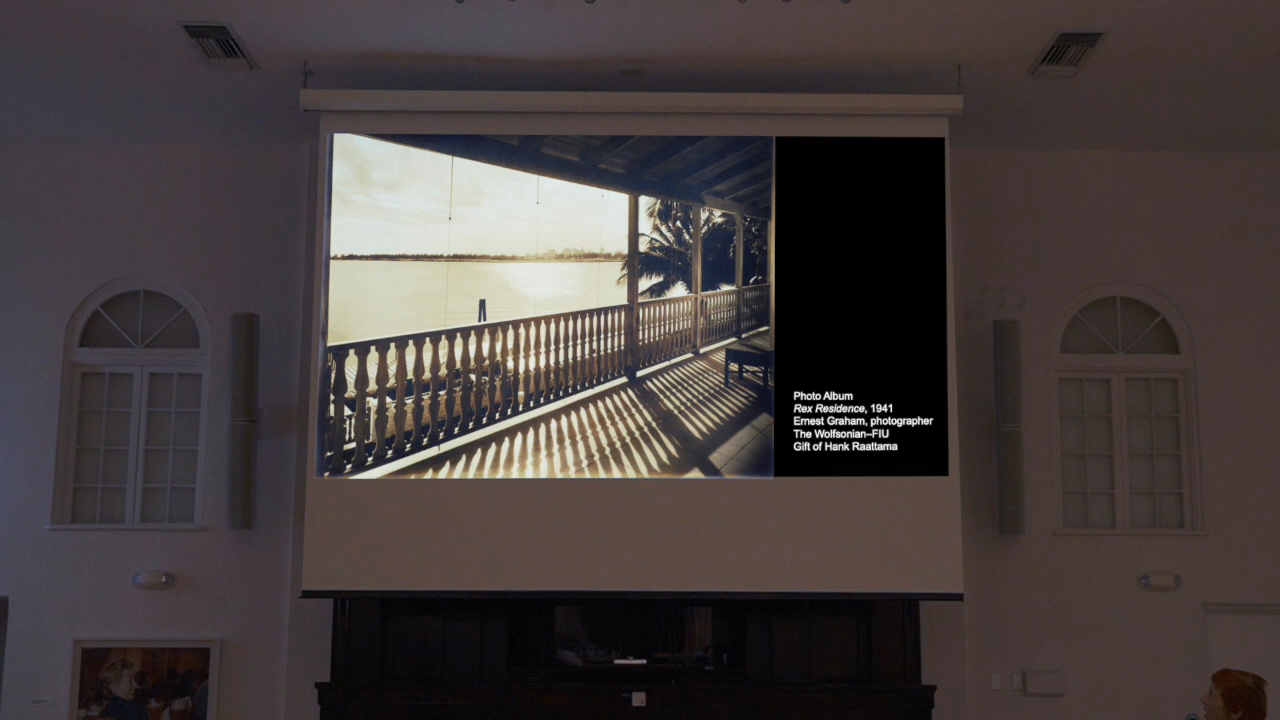 Photo Album
Rex Residence, 1941
Ernest Graham, photographer
The Wolfsonian–FIU
Gift of Hank Raattama